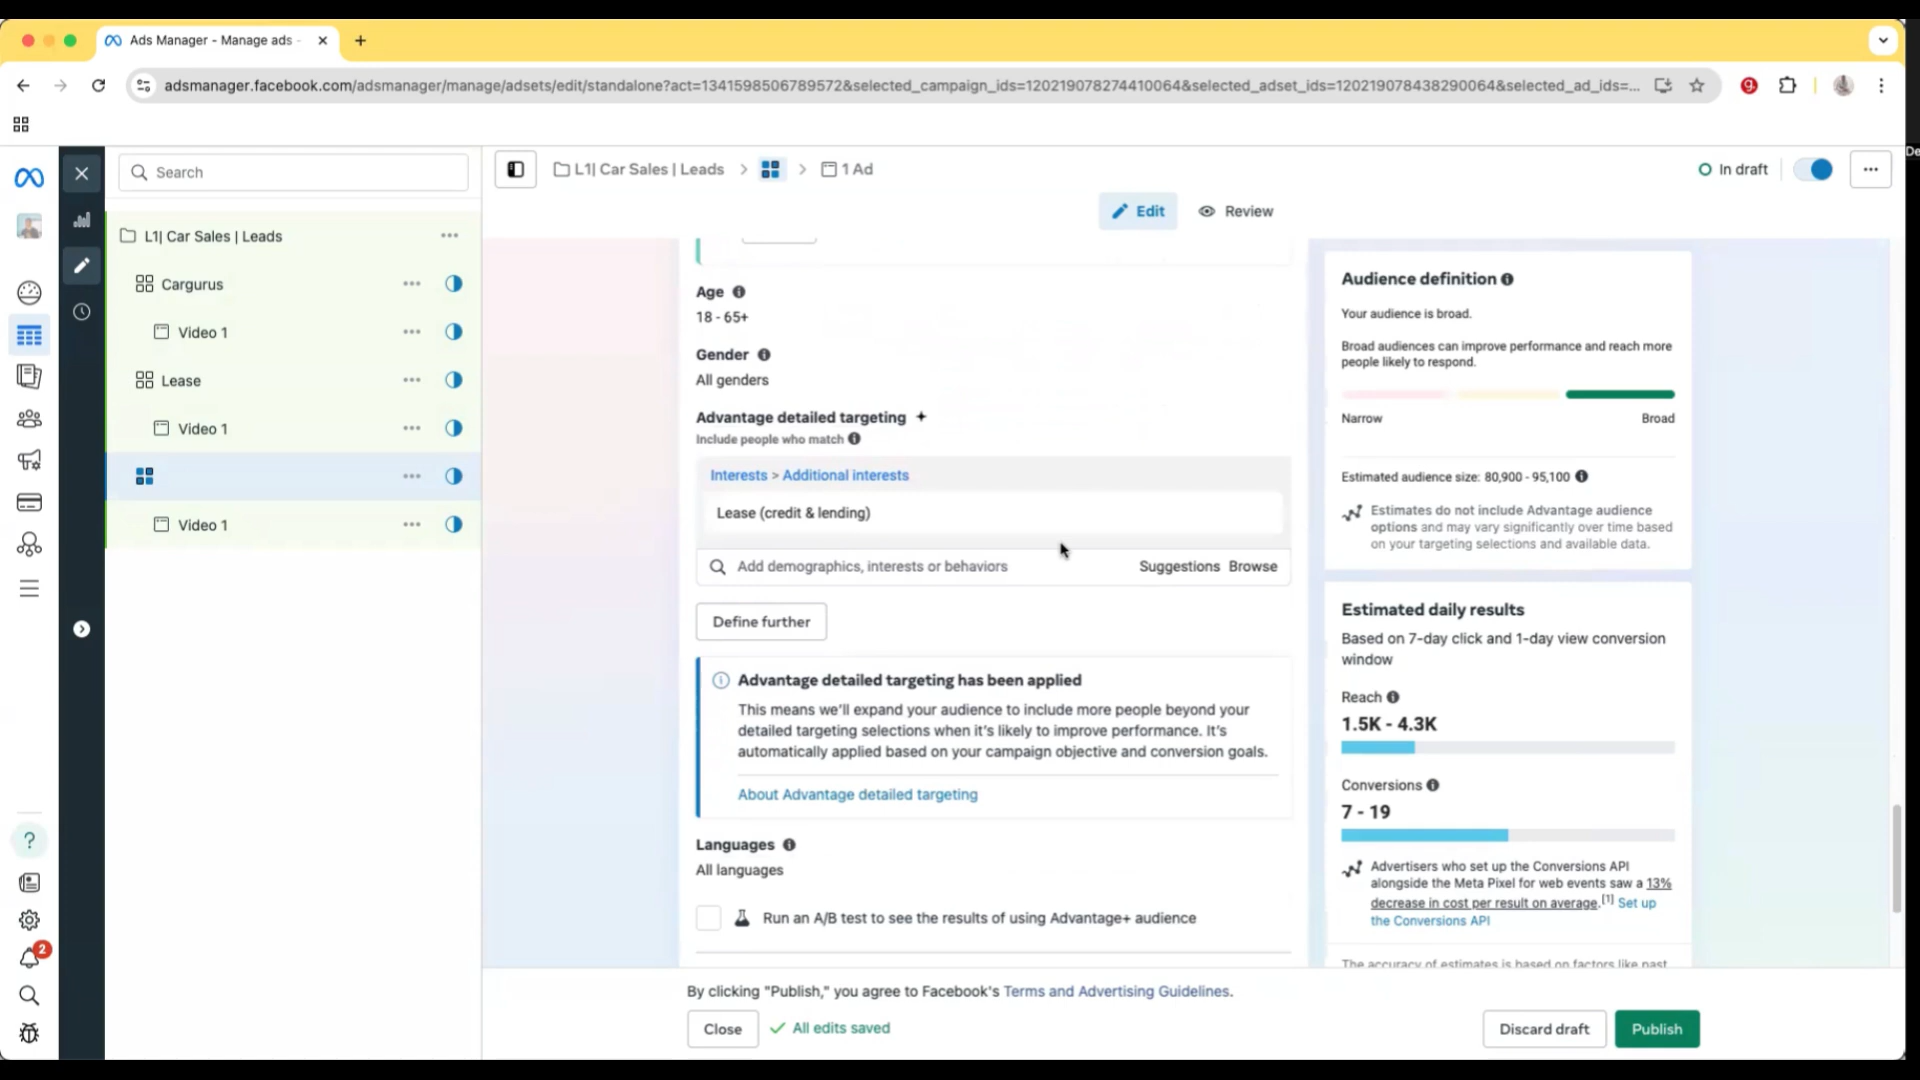 Ads Manager - Manage ads -
adsmanager.facebook.com/adsmanager/manage/adsets/edit/standalone?act=1341598506789572&selected_campaign_ids=120219078274410064&selected_adset_ids=120219078438290064&selected_ad_ids=...
De
Search
L1| Car Sales | Leads
1 Ad
In draft
Edit
Review
L1| Car Sales | Leads
Cargurus
Video 1
Lease
Video 1
Video 1
2
Age
18 - 65+
Gender
All genders
Advantage detailed targeting +
Include people who match
Interests > Additional interests
Lease (credit & lending)
Add demographics, interests or behaviors
Suggestions Browse
Define further
Advantage detailed targeting has been applied
This means we'll expand your audience to include more people beyond your
detailed targeting selections when it's likely to improve performance. It's
automatically applied based on your campaign objective and conversion goals.
About Advantage detailed targeting
Languages
All languages
Run an A/B test to see the results of using Advantage+ audience
Audience definition
Your audience is broad.
Broad audiences can improve performance and reach more
people likely to respond.
Narrow
Broad
Estimated audience size: 80,900 - 95,100
Estimates do not include Advantage audience
options and may vary significantly over time based
on your targeting selections and available data.
Estimated daily results
Based on 7-day click and 1-day view conversion
window
Reach
1.5K - 4.3K
Conversions
7 - 19
Advertisers who set up the Conversions API
alongside the Meta Pixel for web events saw a 13%
decrease in cost per result on average.[1] Set up
the Conversions API
The accuracy of estimates is based on factors like past
By clicking "Publish," you agree to Facebook's Terms and Advertising Guidelines.
Close
All edits saved
Discard draft
Publish